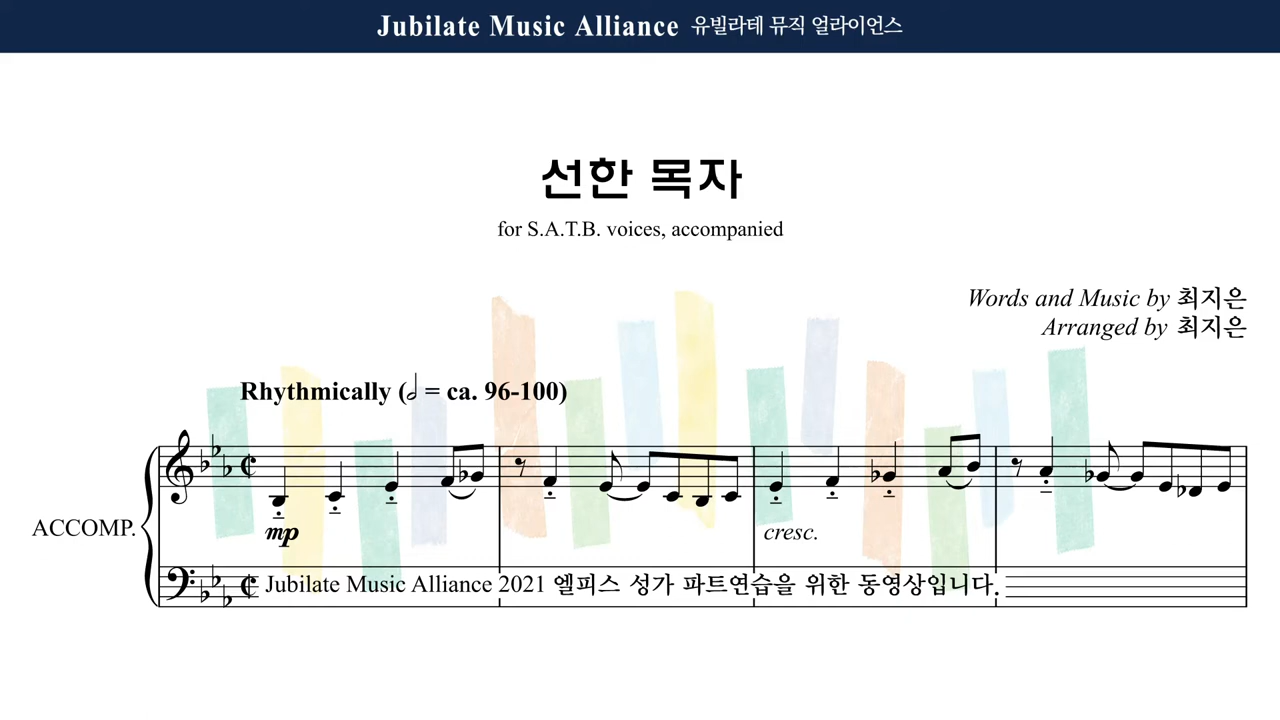 Jubilate Music Alliance 유빌라테 뮤직 얼라이언스
선한 목자
for S.A.T.B. voices, accompanied
Words and Music by 최지은
Arranged by 최지은
Rhythmically (𝅗𝅥 = ca. 96-100)
ACCOMP.
mp
cresc.
Jubilate Music Alliance 2021 엘피스 성가 파트연습을 위한 동영상입니다.